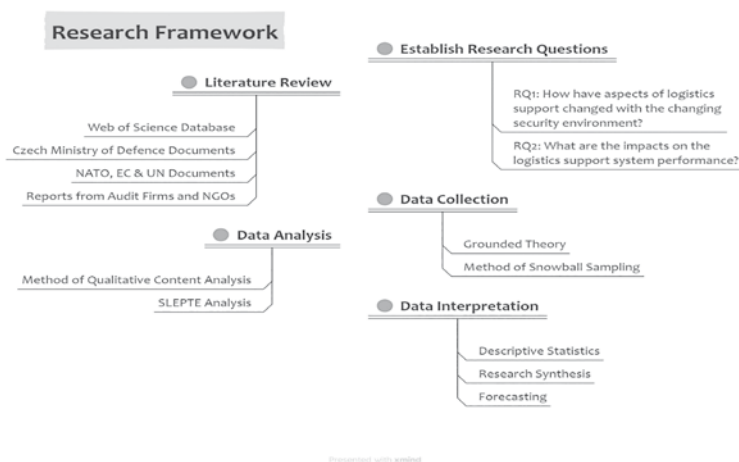 Research Framework
Literature Review
Web of Science Database
Czech Ministry of Defence Documents
NATO, EC & UN Documents
Reports from Audit Firms and NGOs
Data Analysis
Method of Qualitative Content Analysis
SLEPTE Analysis
Establish Research Questions
RQ1: How have aspects of logistics
support changed with the changing
security environment?
RQ2: What are the impacts on the
logistics support system performance?
Data Collection
Grounded Theory
Method of Snowball Sampling
Data Interpretation
Descriptive Statistics
Research Synthesis
Forecasting
Presented with xmind